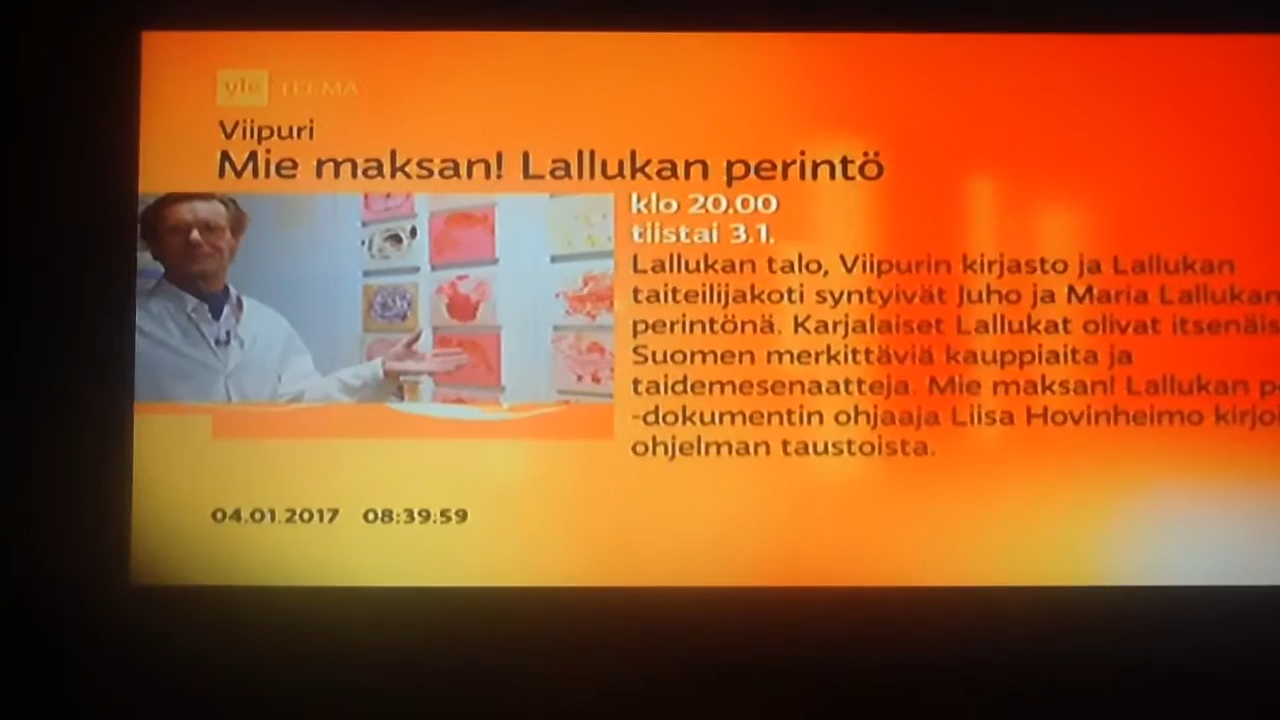 yle TEEMA
Viipuri
Mie maksan! Lallukan perintö
klo 20.00
tiistai 3.1.
Lallukan talo, Viipurin kirjasto ja Lallukan
taiteilijakoti syntyivät Juho ja Maria Lallukan
perintönä. Karjalaiset Lallukat olivat itsenäis
Suomen merkittäviä kauppiaita ja
taidemesenaatteja. Mie maksan! Lallukan p
-dokumentin ohjaaja Liisa Hovinheimo kirjo
ohjelman taustoista.
04.01.2017 08:39:59